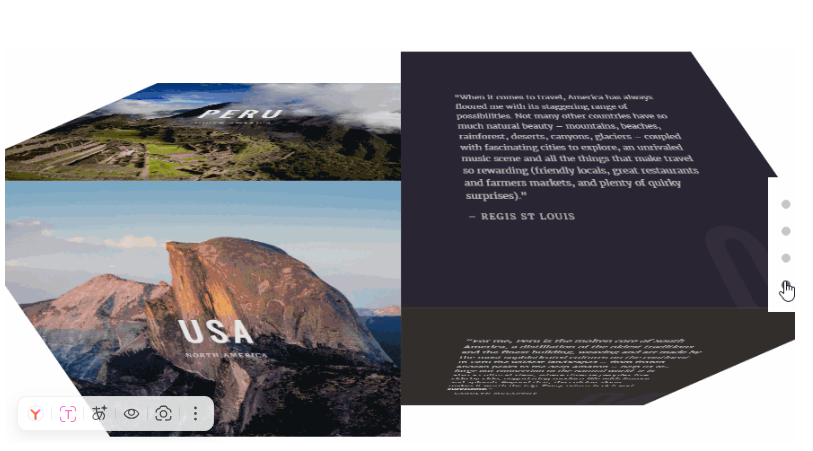 PERU
"When it comes to travel, America has always
floored me with its staggering range of
possibilities. Not many other countries have so
much natural beauty – mountains, beaches,
rainforest, deserts, canyons, glaciers – coupled
with fascinating cities to explore, an unrivaled
music scene and all the things that make travel
so rewarding (friendly locals, great restaurants
and farmers markets, and plenty of quirky
surprises)."
– REGIS ST LOUIS
USA
NORTH AMERICA
"For me, Peru is the molten core of South
America, a distillation of the oldest traditions
and the finest building, weaving and art made by
Y
T
あ